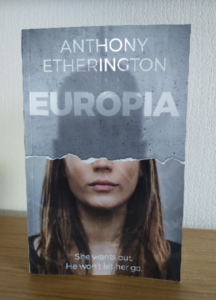 ANTHONY
ETHERINGTON
EUROPIA
She wants out.
He won't let her go.